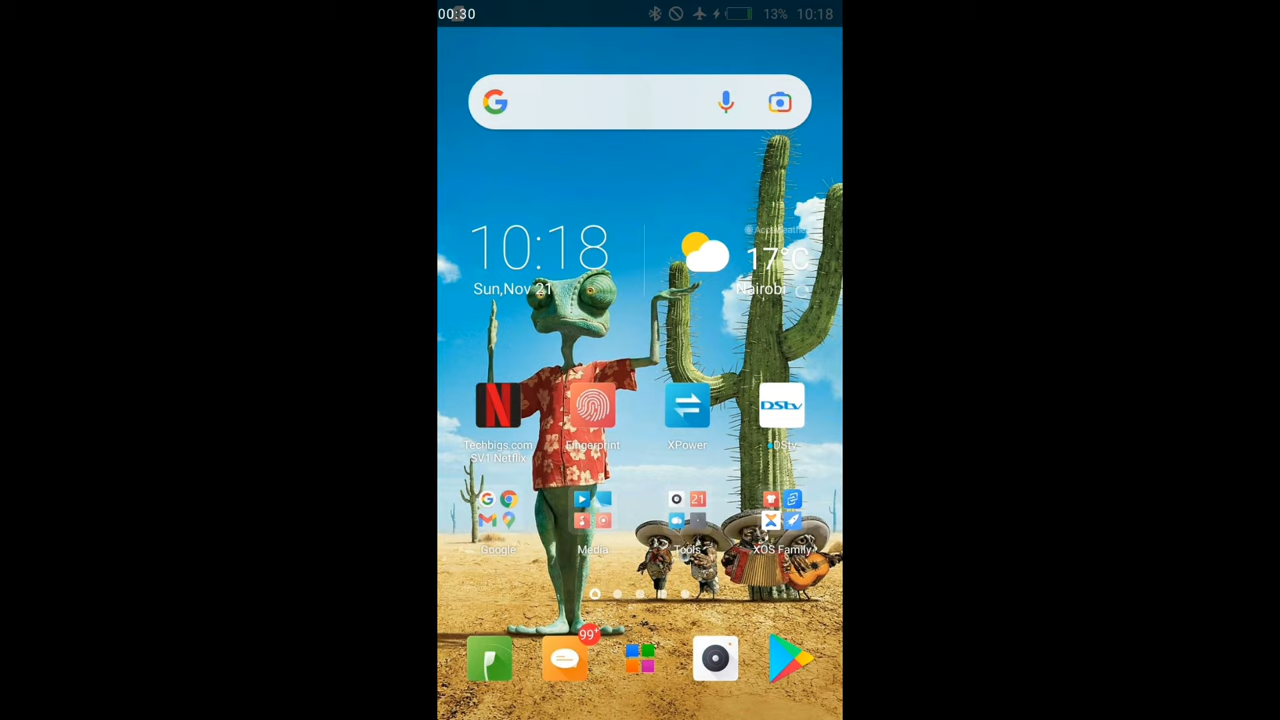 00:30
13% 10:18
10:18
Sun,Nov 21
AccuWeather
17°C
Nairobi
N
DStv
Techbigs.com
SV1 Netflix
Fingerprint
XPower
DStv
21
Google
Media
Tools
XOS Family
99+